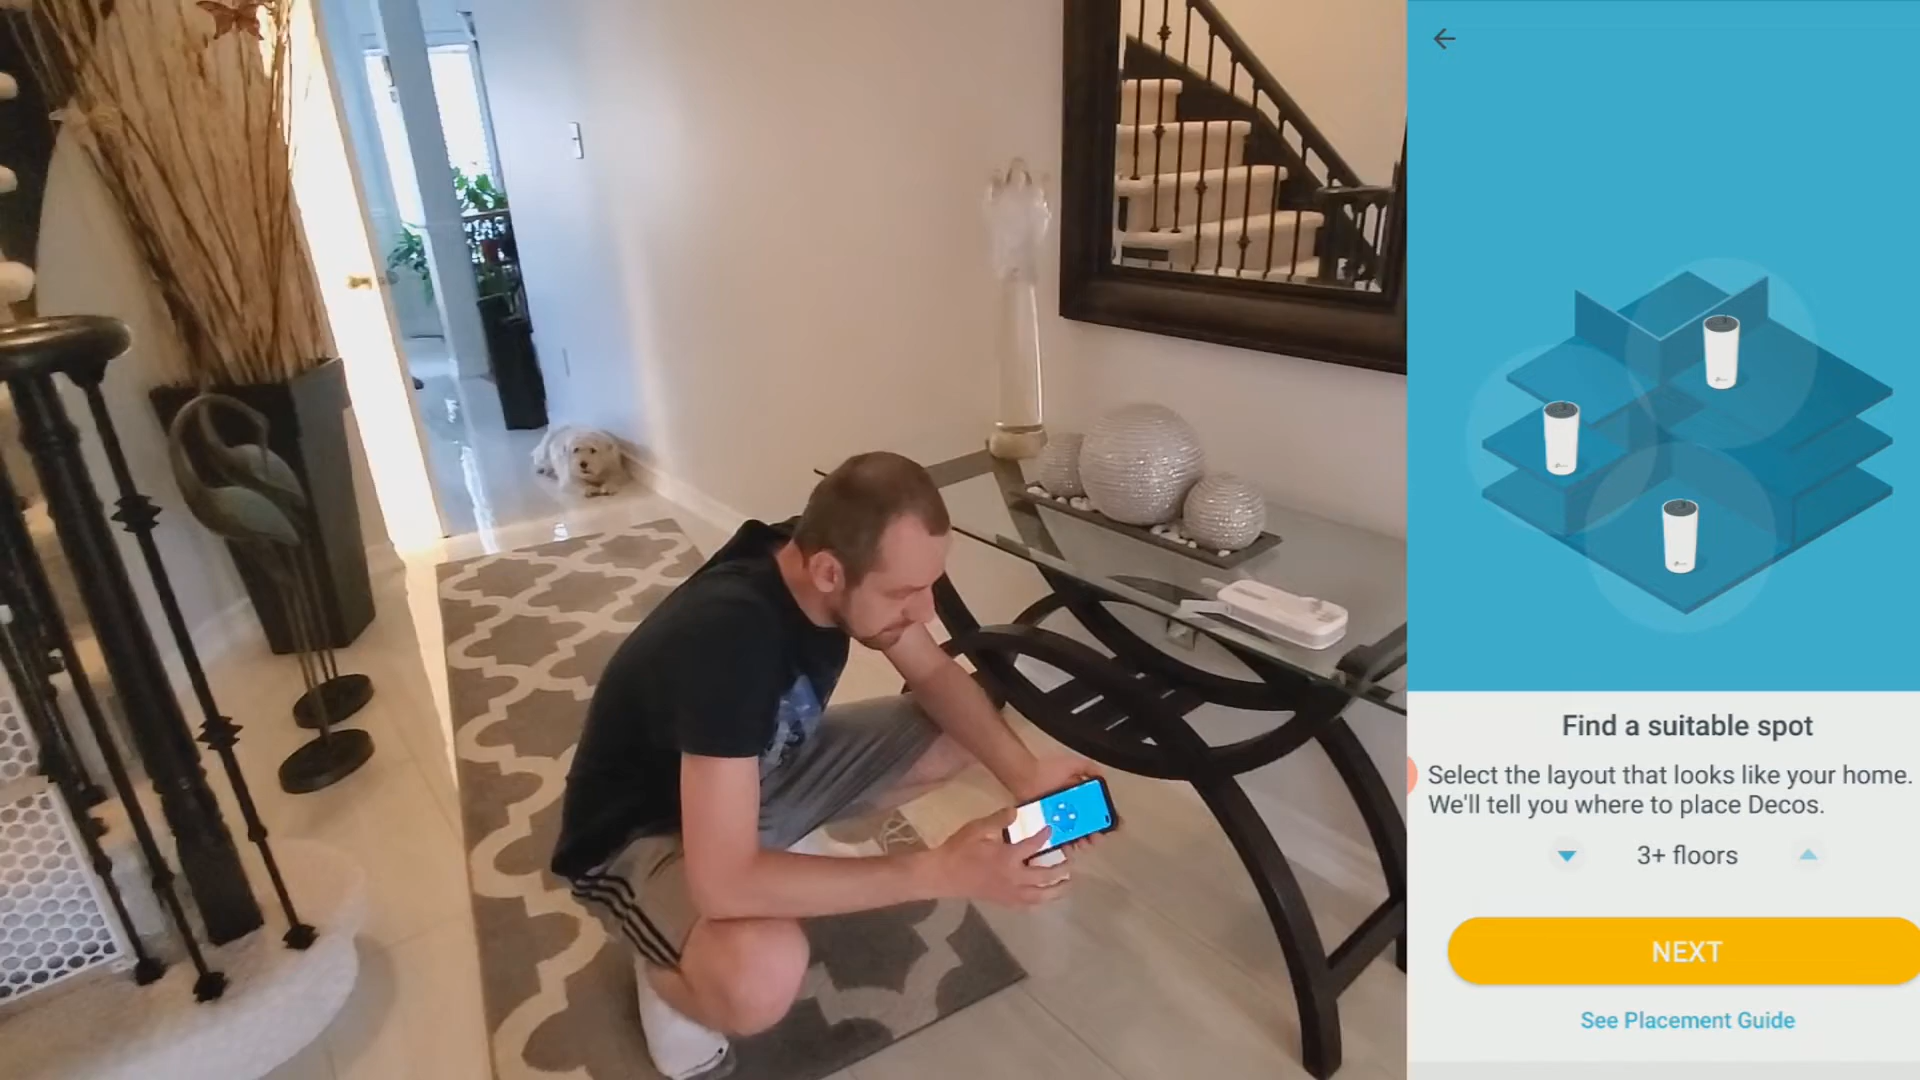 Find a suitable spot
Select the layout that looks like your home.
We'll tell you where to place Decos.
3+ floors
NEXT
See Placement Guide